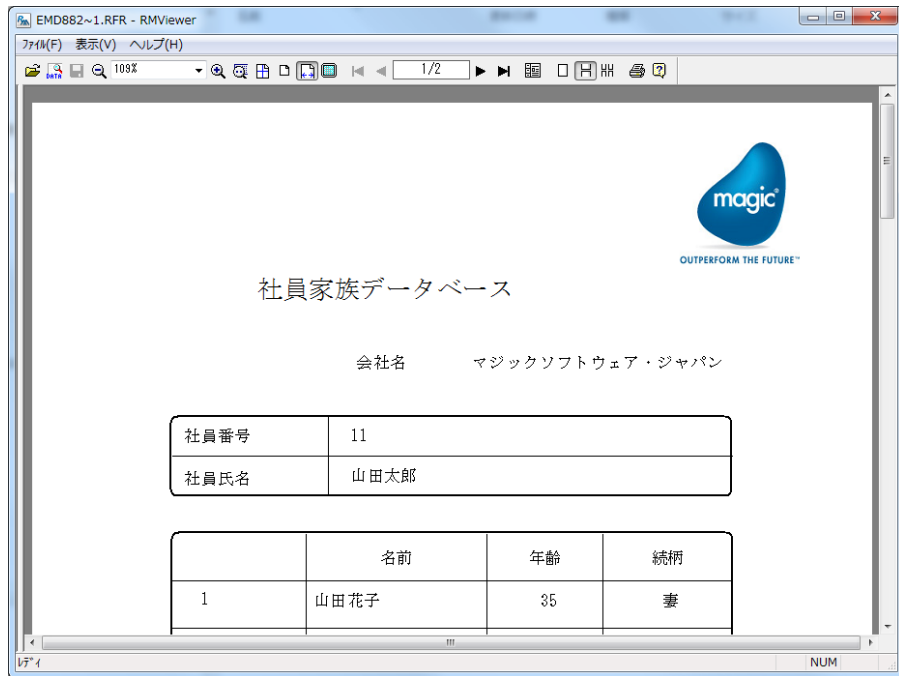 EMD882~1.RFR - RMViewer
ﾌｧｲﾙ(F) 表示(V) ヘルプ(H)
DATA 109% 1/2
magic
OUTPERFORM THE FUTURE™
社員家族データベース
会社名 マジックソフトウェア・ジャパン
社員番号 11
社員氏名 山田太郎
名前 年齢 続柄
1 山田花子 35 妻
ﾚﾃﾞｨ NUM